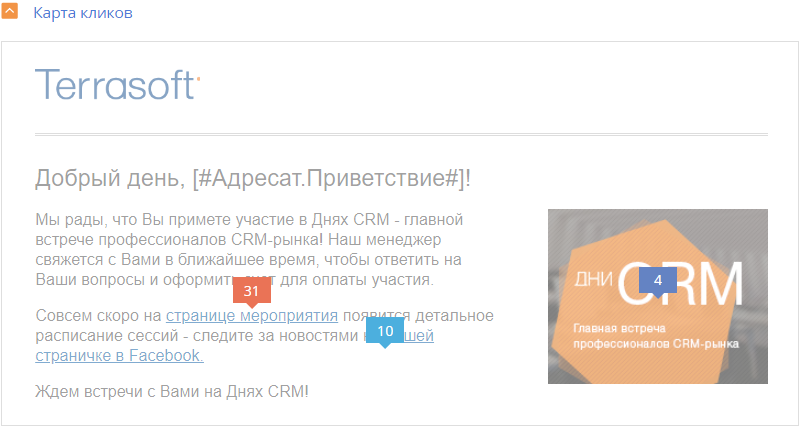 Карта кликов
Terrasoft
Добрый день, [#Адресат.Приветствие#]!
Мы рады, что Вы примете участие в Днях CRM - главной
встрече профессионалов CRM-рынка! Наш менеджер
свяжется с Вами в ближайшее время, чтобы ответить на
Ваши вопросы и оформить счет для оплаты участия.
31
Совсем скоро на странице мероприятия появится детальное
10
расписание сессий - следите за новостями нашей
страничке в Facebook.
Ждем встречи с Вами на Днях CRM!
ДНИ CRM
4
Главная встреча
профессионалов CRM-рынка